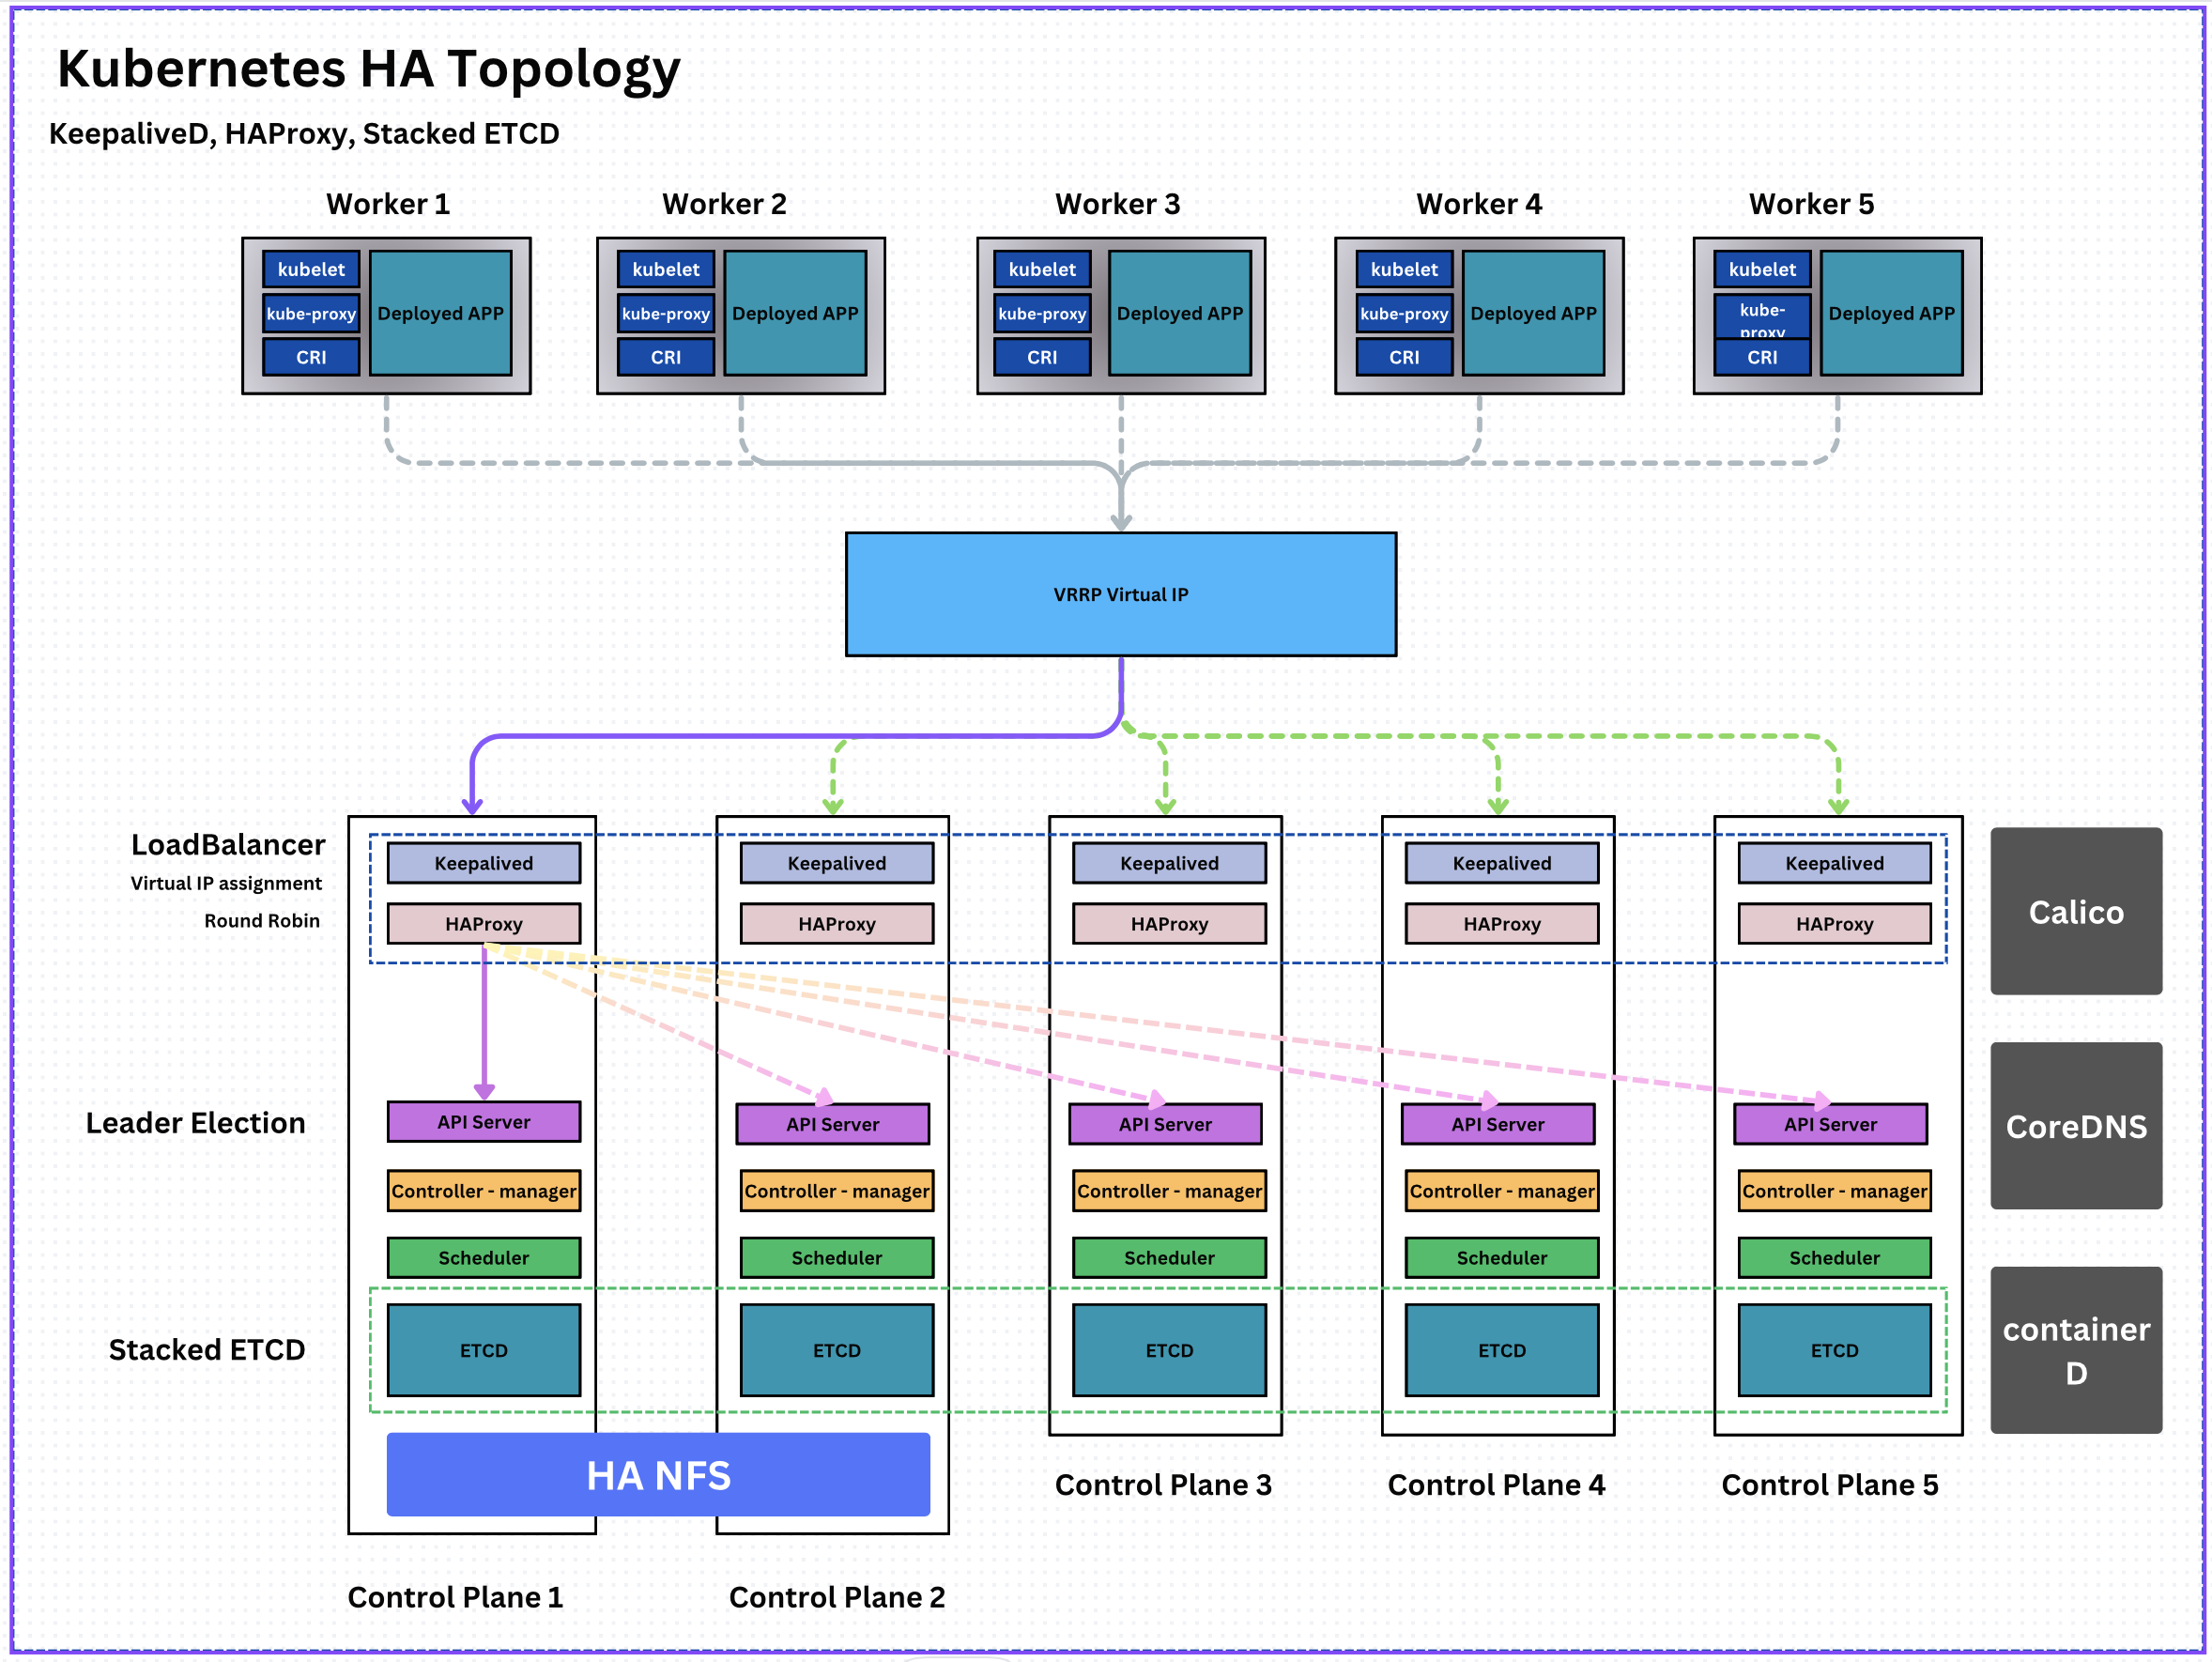 Kubernetes HA Topology
KeepaliveD, HAProxy, Stacked ETCD
Worker 1
Worker 2
Worker 3
Worker 4
Worker 5
kubelet
kube-proxy
CRI
Deployed APP
kubelet
kube-proxy
CRI
Deployed APP
kubelet
kube-proxy
CRI
Deployed APP
kubelet
kube-proxy
CRI
Deployed APP
kubelet
kube-
proxy
CRI
Deployed APP
VRRP Virtual IP
LoadBalancer
Virtual IP assignment
Round Robin
Keepalived
Keepalived
Keepalived
Keepalived
Keepalived
HAProxy
HAProxy
HAProxy
HAProxy
HAProxy
Calico
Leader Election
API Server
API Server
API Server
API Server
API Server
CoreDNS
Controller - manager
Controller - manager
Controller - manager
Controller - manager
Controller - manager
Scheduler
Scheduler
Scheduler
Scheduler
Scheduler
Stacked ETCD
ETCD
ETCD
ETCD
ETCD
ETCD
container
D
HA NFS
Control Plane 3
Control Plane 4
Control Plane 5
Control Plane 1
Control Plane 2